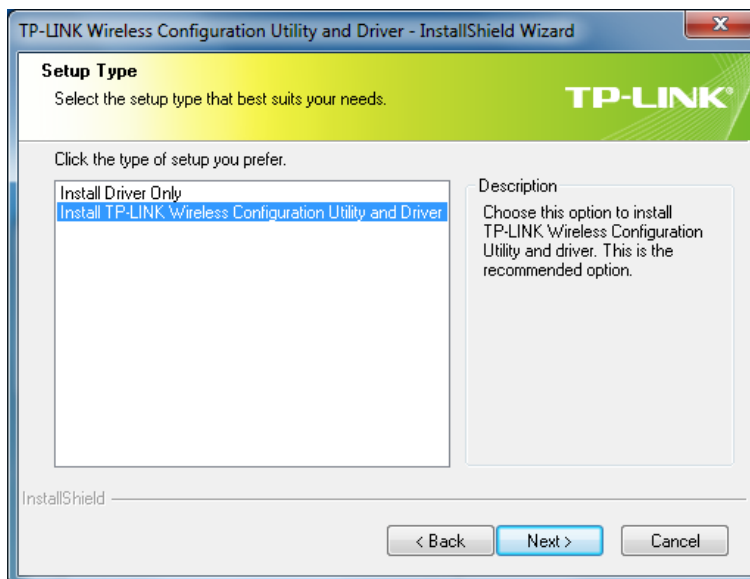 TP-LINK Wireless Configuration Utility and Driver - InstallShield Wizard
Setup Type
Select the setup type that best suits your needs.
TP-LINK®
Click the type of setup you prefer.
Install Driver Only
Install TP-LINK Wireless Configuration Utility and Driver
Description
Choose this option to install
TP-LINK Wireless Configuration
Utility and driver. This is the
recommended option.
InstallShield
< Back
Next >
Cancel